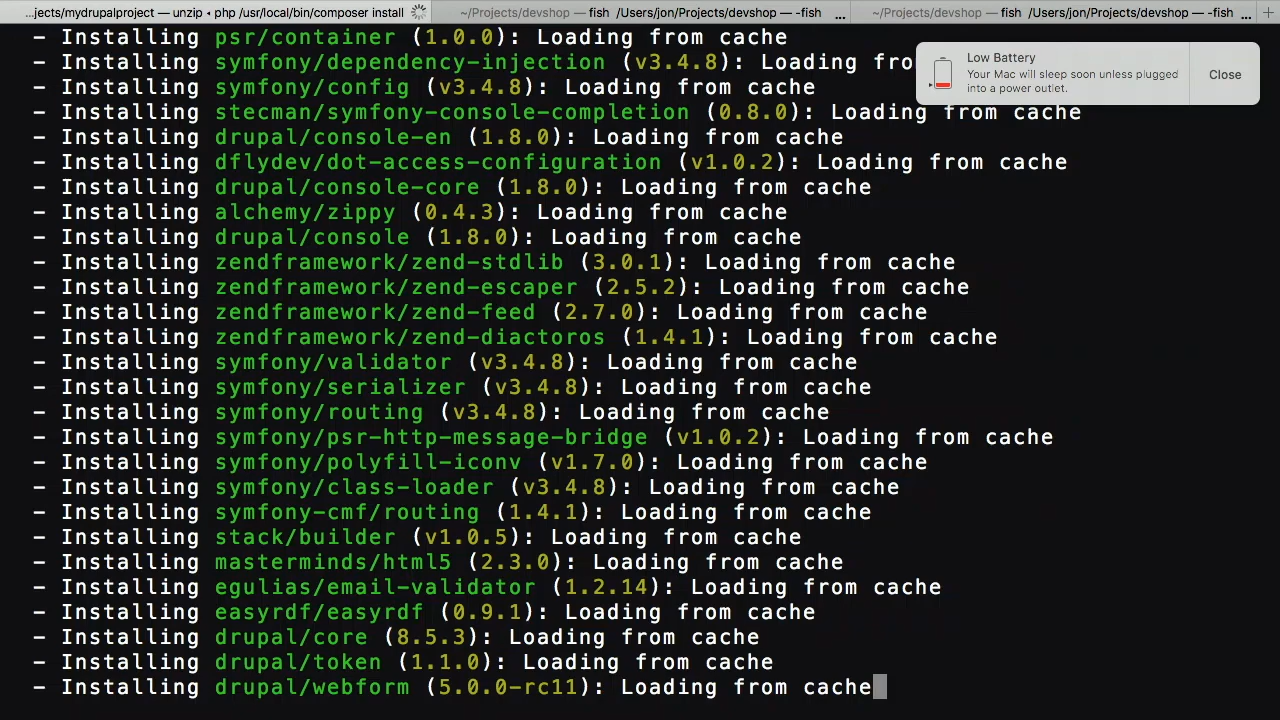 ...jects/mydrupalproject — unzip ◂ php /usr/local/bin/composer install
~/Projects/devshop — fish /Users/jon/Projects/devshop — -fish ...
~/Projects/devshop — fish /Users/jon/Projects/devshop — -fish ... +
- Installing psr/container (1.0.0): Loading from cache
- Installing symfony/dependency-injection (v3.4.8): Loading fro
- Installing symfony/config (v3.4.8): Loading from cache
- Installing stecman/symfony-console-completion (0.8.0): Loading from cache
- Installing drupal/console-en (1.8.0): Loading from cache
- Installing dflydev/dot-access-configuration (v1.0.2): Loading from cache
- Installing drupal/console-core (1.8.0): Loading from cache
- Installing alchemy/zippy (0.4.3): Loading from cache
- Installing drupal/console (1.8.0): Loading from cache
- Installing zendframework/zend-stdlib (3.0.1): Loading from cache
- Installing zendframework/zend-escaper (2.5.2): Loading from cache
- Installing zendframework/zend-feed (2.7.0): Loading from cache
- Installing zendframework/zend-diactoros (1.4.1): Loading from cache
- Installing symfony/validator (v3.4.8): Loading from cache
- Installing symfony/serializer (v3.4.8): Loading from cache
- Installing symfony/routing (v3.4.8): Loading from cache
- Installing symfony/psr-http-message-bridge (v1.0.2): Loading from cache
- Installing symfony/polyfill-iconv (v1.7.0): Loading from cache
- Installing symfony/class-loader (v3.4.8): Loading from cache
- Installing symfony-cmf/routing (1.4.1): Loading from cache
- Installing stack/builder (v1.0.5): Loading from cache
- Installing masterminds/html5 (2.3.0): Loading from cache
- Installing egulias/email-validator (1.2.14): Loading from cache
- Installing easyrdf/easyrdf (0.9.1): Loading from cache
- Installing drupal/core (8.5.3): Loading from cache
- Installing drupal/token (1.1.0): Loading from cache
- Installing drupal/webform (5.0.0-rc11): Loading from cache
Low Battery
Your Mac will sleep soon unless plugged
into a power outlet.
Close